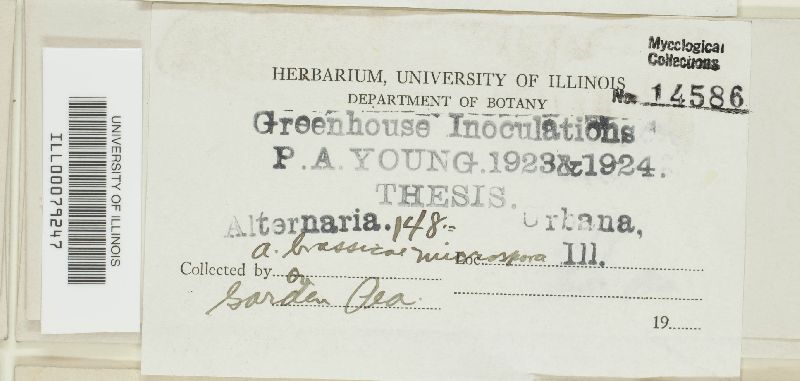 Mycological
Collections
HERBARIUM, UNIVERSITY OF ILLINOIS
No. 14586
DEPARTMENT OF BOTANY
Greenhouse Inoculations
P.A.YOUNG.1923&1924.
THESIS.
Alternaria. 148.- Urbana,
a. brassicae microspora Loc. Ill.
Collected by on
Garden Pea.
19
UNIVERSITY OF ILLINOIS
ILL00079247